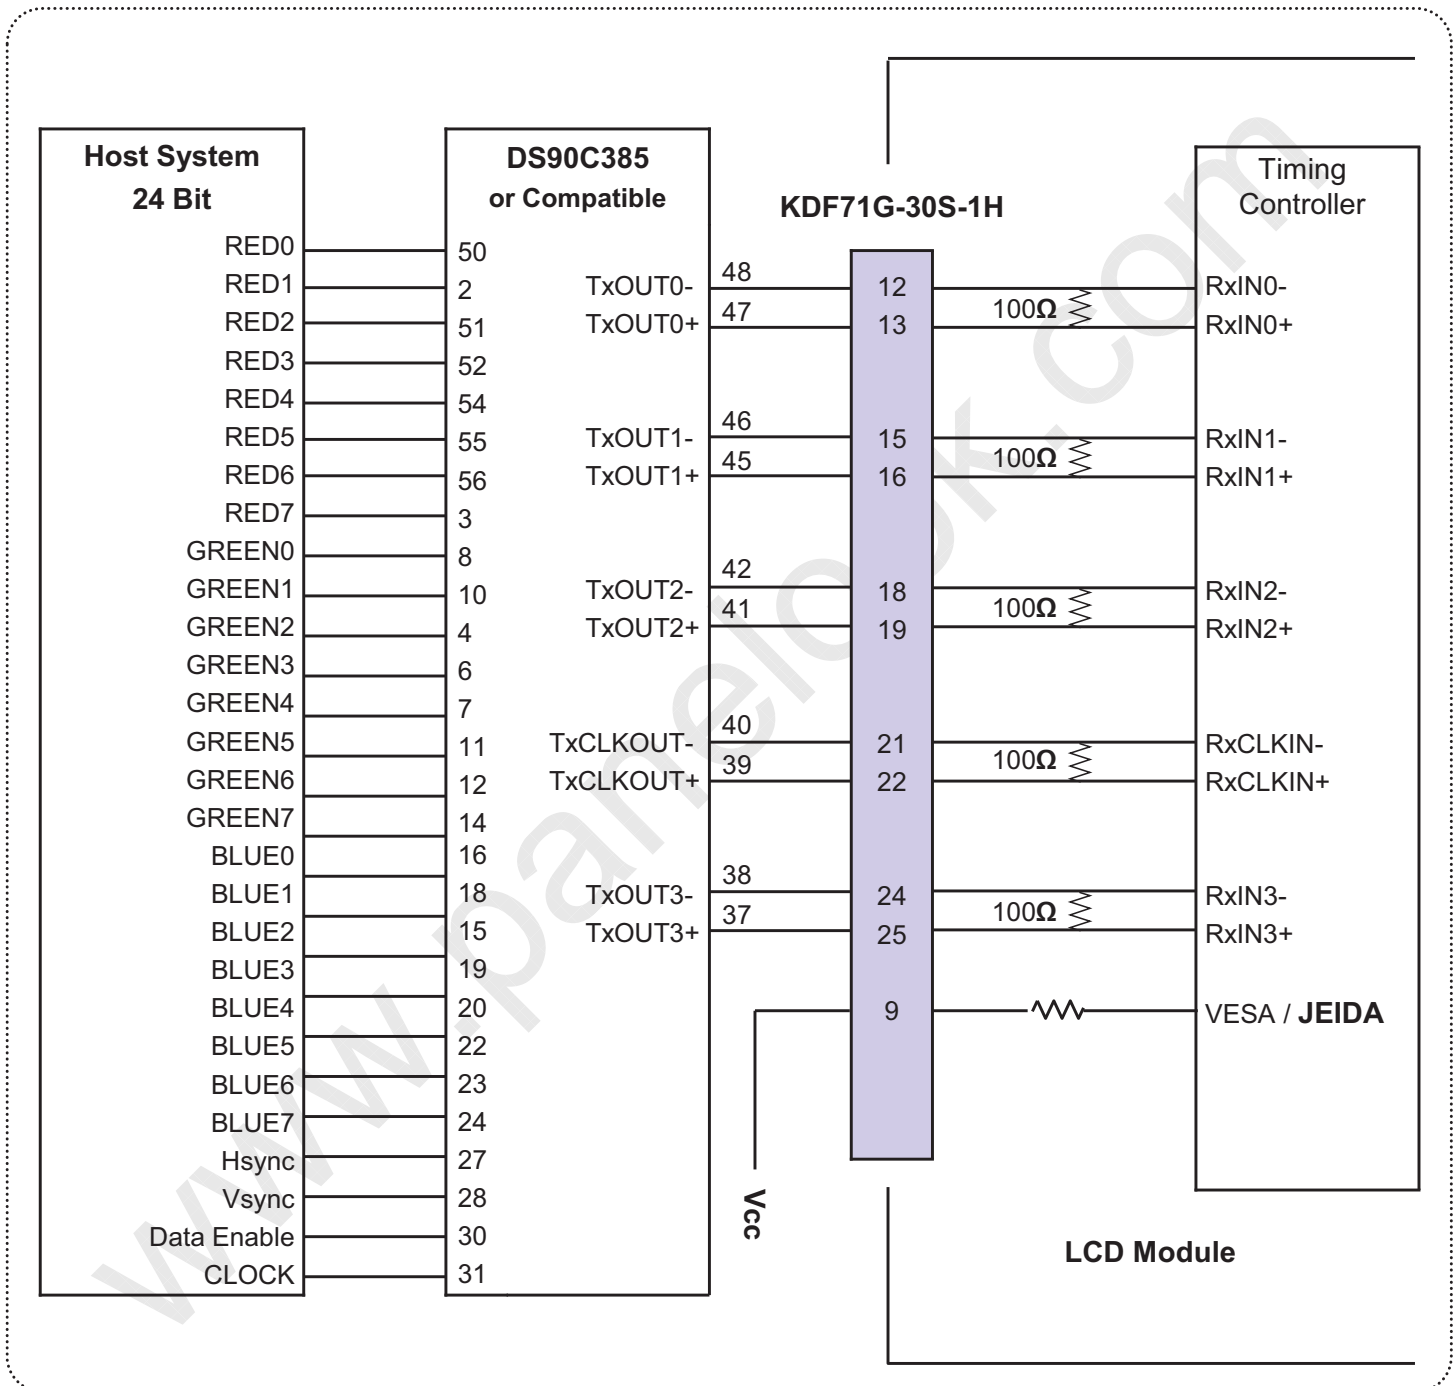 Host System
24 Bit
RED0
RED1
RED2
RED3
RED4
RED5
RED6
RED7
GREEN0
GREEN1
GREEN2
GREEN3
GREEN4
GREEN5
GREEN6
GREEN7
BLUE0
BLUE1
BLUE2
BLUE3
BLUE4
BLUE5
BLUE6
BLUE7
Hsync
Vsync
Data Enable
CLOCK
DS90C385
or Compatible
50
2
51
52
54
55
56
3
8
10
4
6
7
11
12
14
16
18
15
19
20
22
23
24
27
28
30
31
TxOUT0-
TxOUT0+
TxOUT1-
TxOUT1+
TxOUT2-
TxOUT2+
TxCLKOUT-
TxCLKOUT+
TxOUT3-
TxOUT3+
48
47
46
45
42
41
40
39
38
37
Vcc
KDF71G-30S-1H
12
13
15
16
18
19
21
22
24
25
9
100Ω
100Ω
100Ω
100Ω
100Ω
Timing
Controller
RxIN0-
RxIN0+
RxIN1-
RxIN1+
RxIN2-
RxIN2+
RxCLKIN-
RxCLKIN+
RxIN3-
RxIN3+
VESA / JEIDA
LCD Module
www.panelook.com